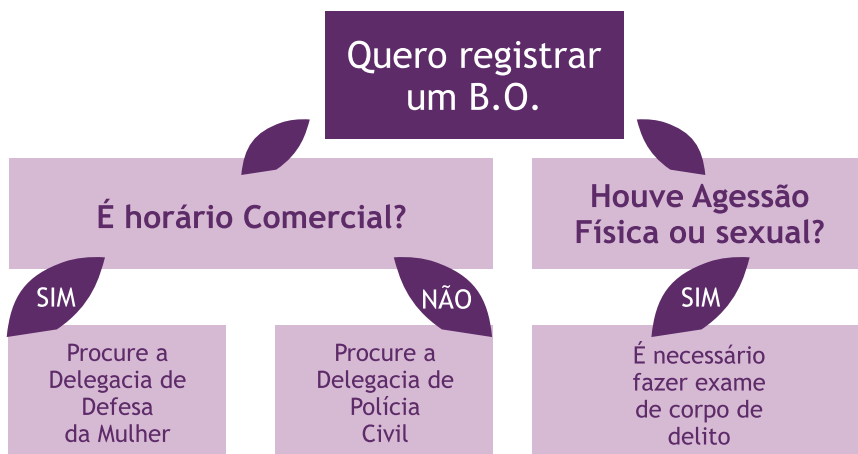 Quero registrar
um B.O.
É horário Comercial?
Houve Agessão
Física ou sexual?
SIM
NÃO
SIM
Procure a
Delegacia de
Defesa
da Mulher
Procure a
Delegacia de
Polícia
Civil
É necessário
fazer exame
de corpo de
delito